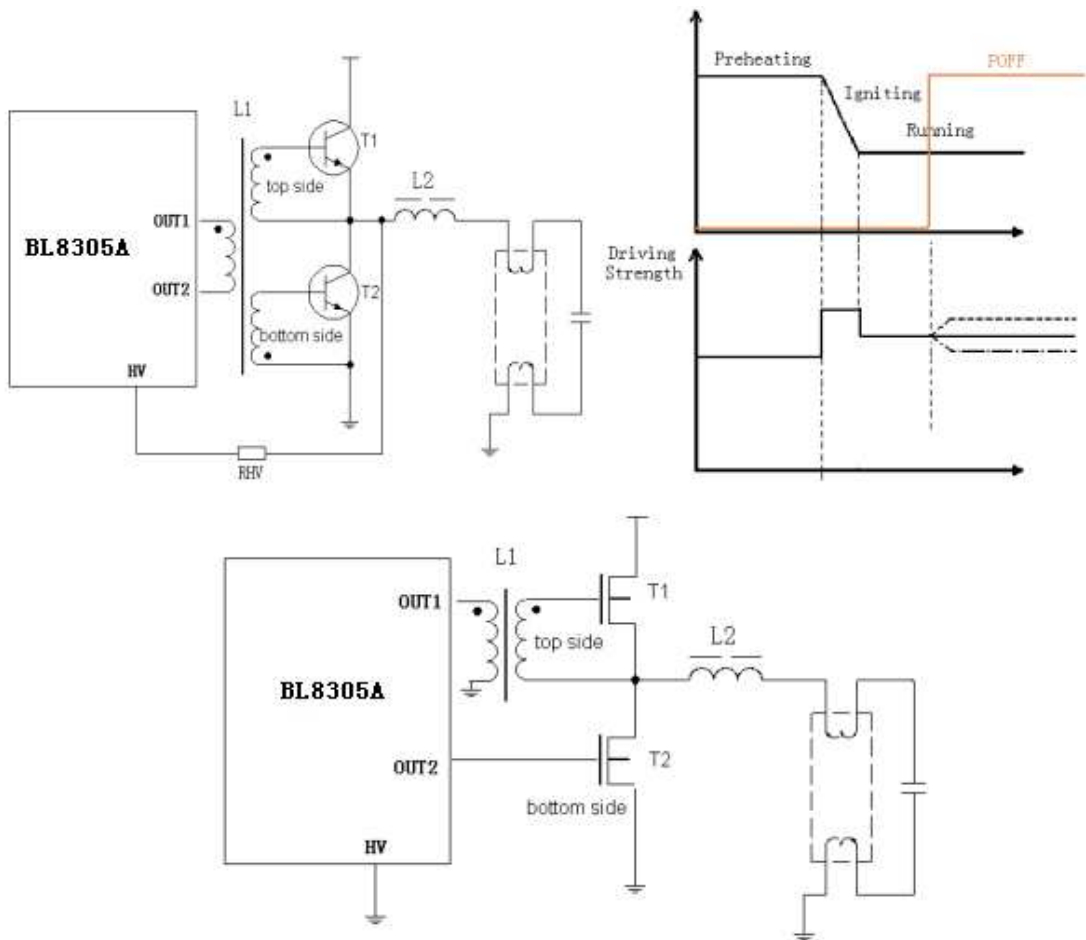 L1
T1
top side
L2
OUT1
BL8305A
T2
OUT2
bottom side
HV
RHV
Preheating
POFF
Igniting
Running
Driving
Strength
L1
OUT1
T1
top side
L2
BL8305A
OUT2
T2
bottom side
HV